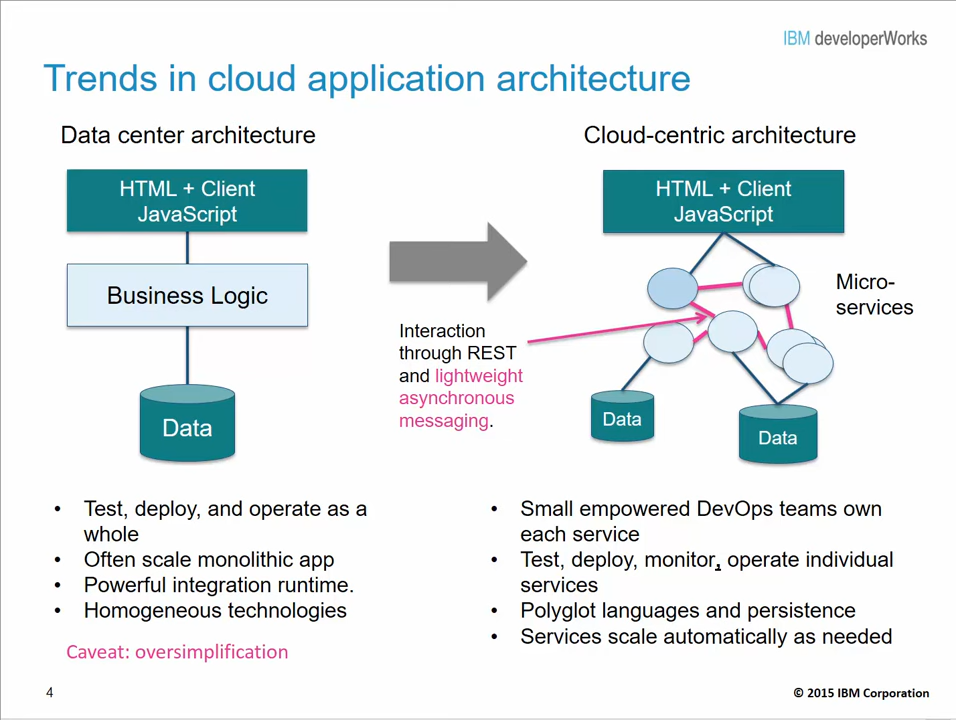 IBM developerWorks
Trends in cloud application architecture
Data center architecture
HTML + Client
JavaScript
Business Logic
Data
Interaction
through REST
and lightweight
asynchronous
messaging.
Cloud-centric architecture
HTML + Client
JavaScript
Micro-
services
Data
Data
• Test, deploy, and operate as a
whole
• Often scale monolithic app
• Powerful integration runtime.
• Homogeneous technologies
Caveat: oversimplification
• Small empowered DevOps teams own
each service
• Test, deploy, monitor, operate individual
services
• Polyglot languages and persistence
• Services scale automatically as needed
4
© 2015 IBM Corporation